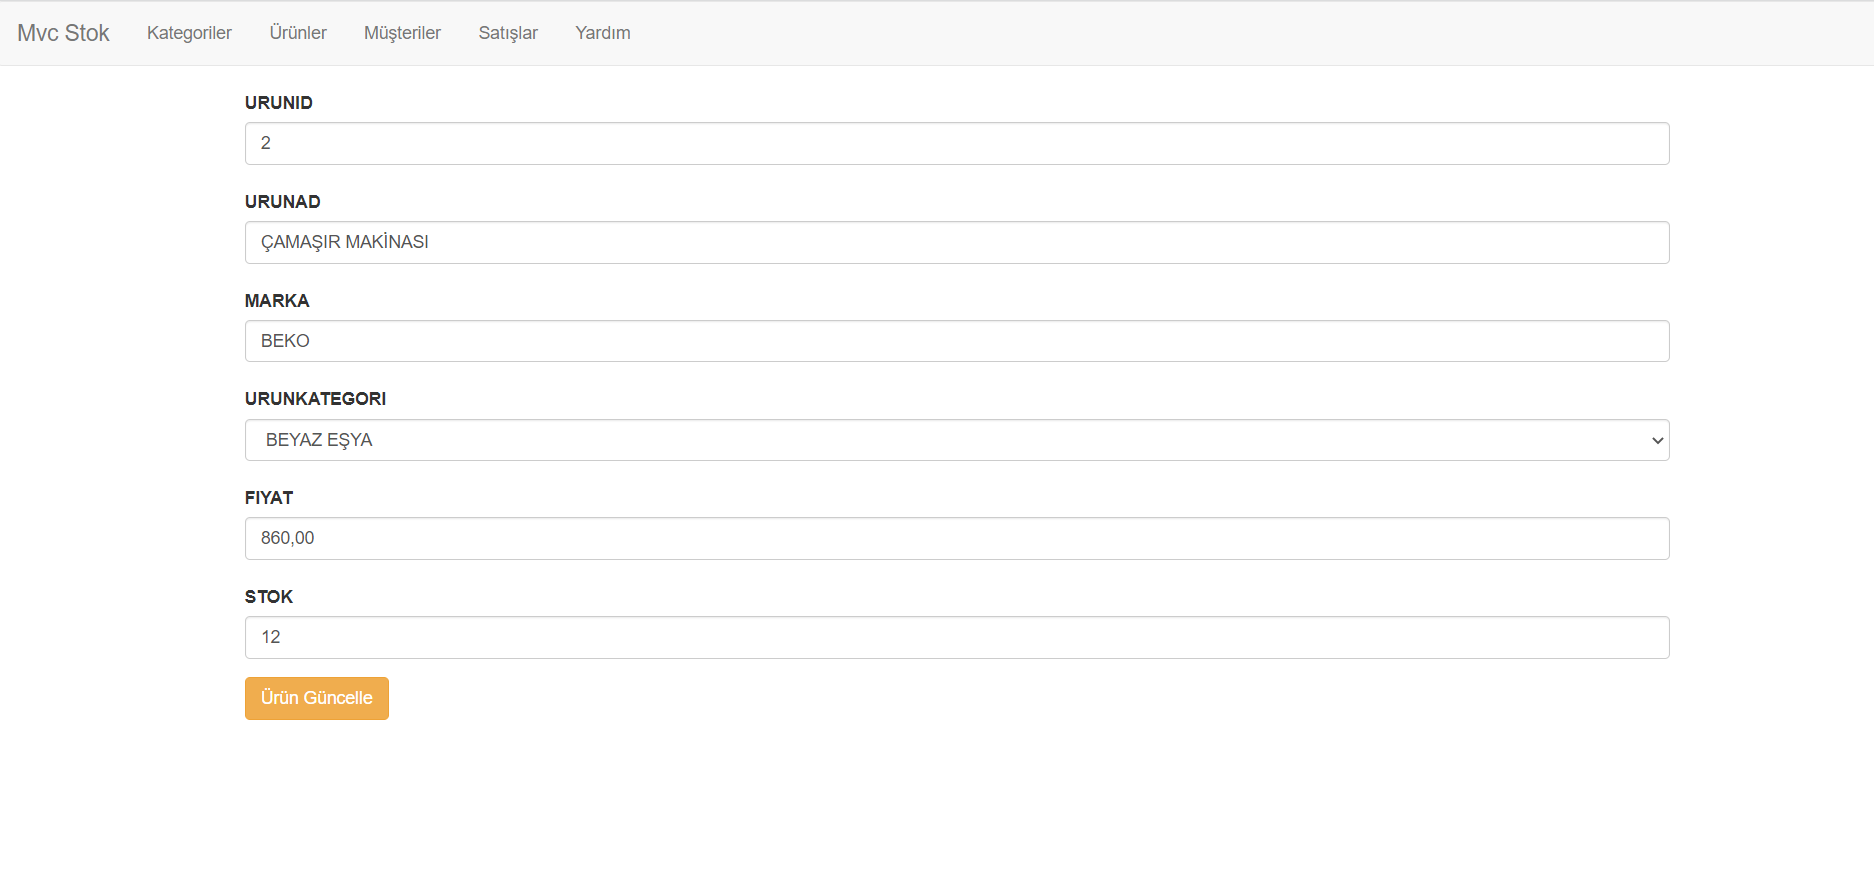 Mvc Stok Kategoriler Ürünler Müşteriler Satışlar Yardım
URUNID
2
URUNAD
ÇAMAŞIR MAKİNASI
MARKA
BEKO
URUNKATEGORI
BEYAZ EŞYA
FIYAT
860,00
STOK
12
Ürün Güncelle